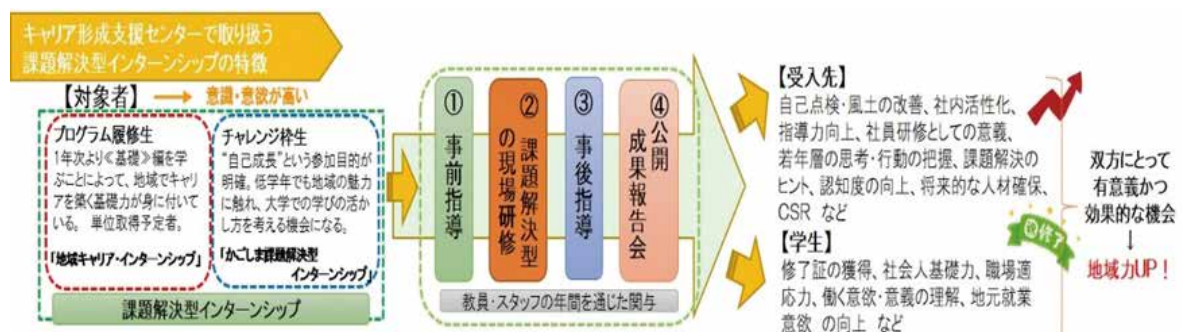 キャリア形成支援センターで取り扱う
課題解決型インターンシップの特徴
【対象者】
意識・意欲が高い
プログラム履修生
1年次より≪基礎≫編を学
ぶことによって、地域でキャリ
アを築く基礎力が身に付いて
いる。 単位取得予定者。
「地域キャリア・インターンシップ」
チャレンジ枠生
“自己成長”という参加目的が
明確。低学年でも地域の魅力
に触れ、大学での学びの活か
し方を考える機会になる。
「かごしま課題解決型
インターンシップ」
課題解決型インターンシップ
①事前指導
②課題解決型
の現場研修
③事後指導
④公開
成果報告会
教員・スタッフの年間を通じた関与
【受入先】
自己点検・風土の改善、社内活性化、
指導力向上、社員研修としての意義、
若年層の思考・行動の把握、課題解決の
ヒント、認知度の向上、将来的な人材確保、
CSR など
【学生】
修了証の獲得、社会人基礎力、職場適
応力、働く意欲・意義の理解、地元就業
意欲 の向上 など
修了
双方にとって
有意義かつ
効果的な機会
↓
地域力UP！